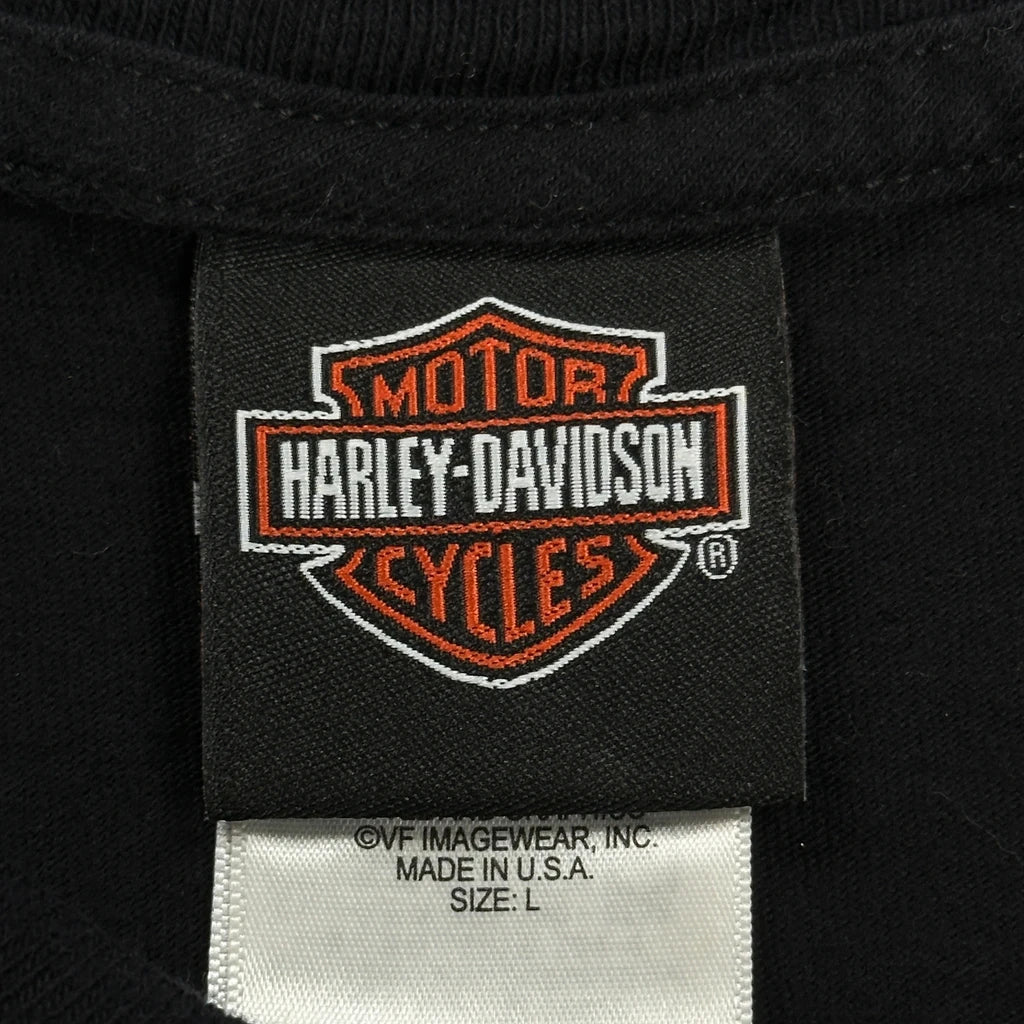 MOTOR
HARLEY-DAVIDSON
CYCLES
®
©VF IMAGEWEAR, INC.
MADE IN U.S.A.
SIZE: L